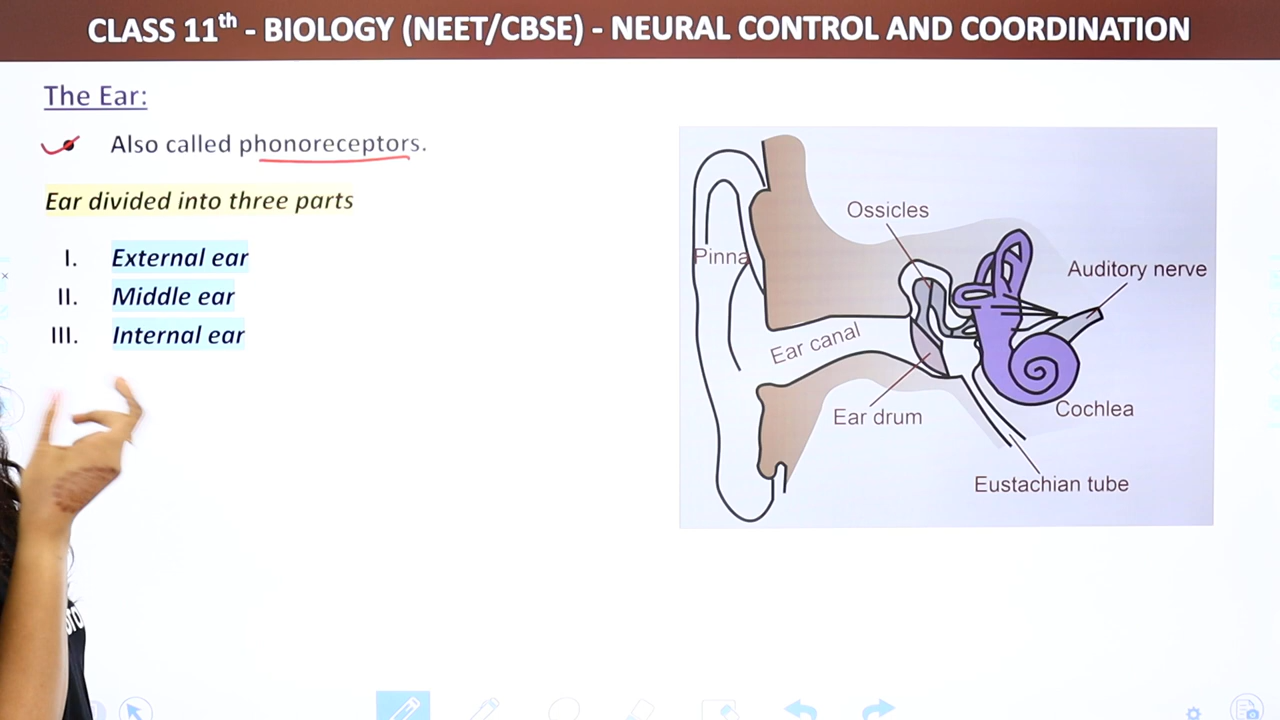 CLASS 11th - BIOLOGY (NEET/CBSE) - NEURAL CONTROL AND COORDINATION
The Ear:
Also called phonoreceptors.
Ear divided into three parts
I. External ear
II. Middle ear
III. Internal ear
Ossicles
Pinna
Auditory nerve
Ear canal
Ear drum
Cochlea
Eustachian tube